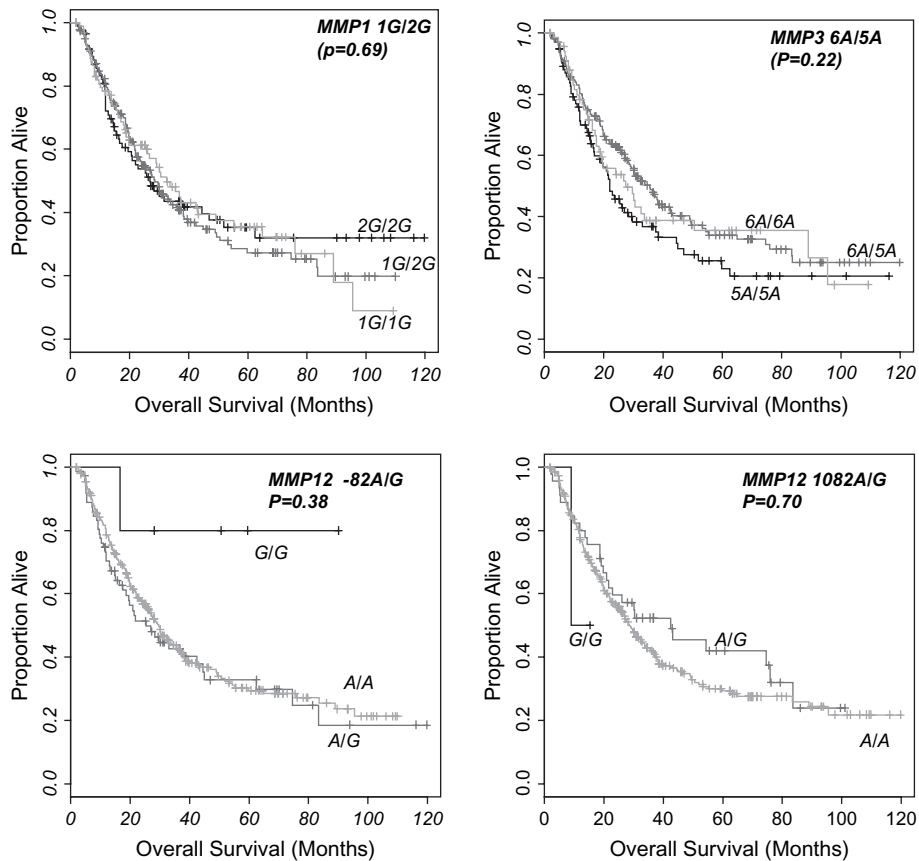 MMP1 1G/2G
(p=0.69)
Proportion Alive
1.0
0.8
0.6
0.4
0.2
0.0
2G/2G
1G/2G
1G/1G
0 20 40 60 80 100 120
Overall Survival (Months)
MMP3 6A/5A
(P=0.22)
Proportion Alive
1.0
0.8
0.6
0.4
0.2
0.0
6A/6A
6A/5A
5A/5A
0 20 40 60 80 100 120
Overall Survival (Months)
MMP12 -82A/G
P=0.38
Proportion Alive
1.0
0.8
0.6
0.4
0.2
0.0
G/G
A/A
A/G
0 20 40 60 80 100 120
Overall Survival (Months)
MMP12 1082A/G
P=0.70
Proportion Alive
1.0
0.8
0.6
0.4
0.2
0.0
G/G
A/G
A/A
0 20 40 60 80 100 120
Overall Survival (Months)